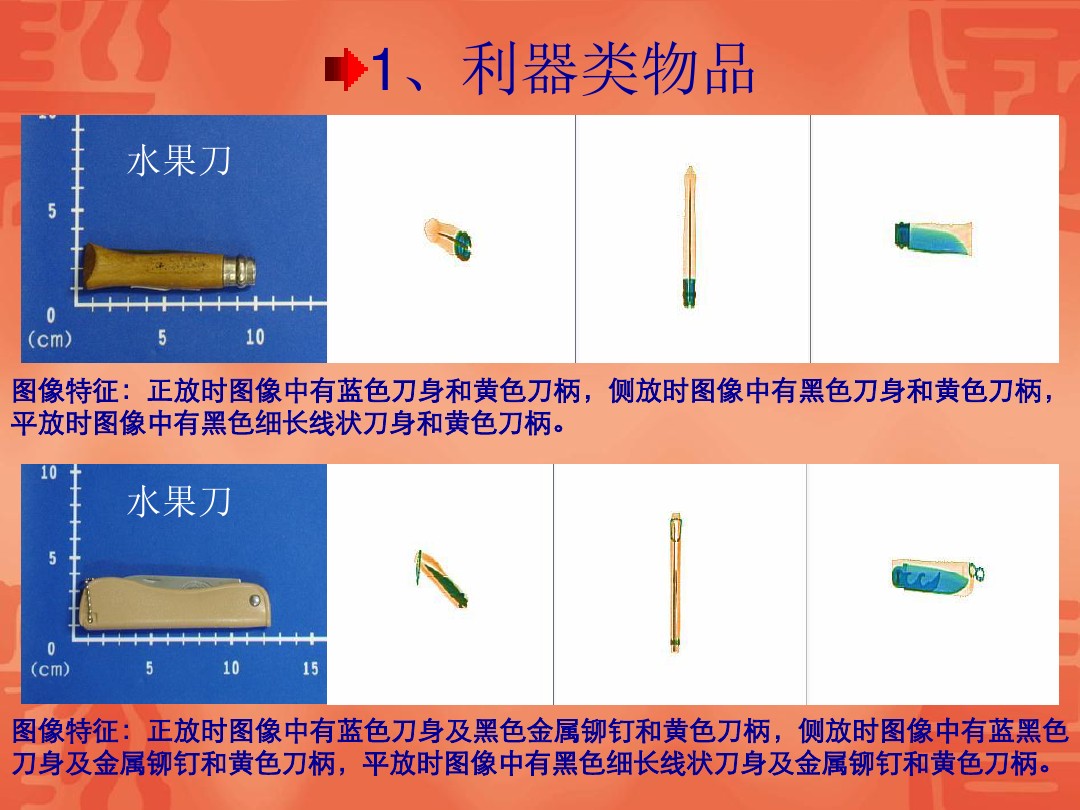 1、利器类物品
水果刀
5
0
(cm)
5
10
图像特征：正放时图像中有蓝色刀身和黄色刀柄，侧放时图像中有黑色刀身和黄色刀柄，
平放时图像中有黑色细长线状刀身和黄色刀柄。
10
水果刀
5
0
(cm)
5
10
15
图像特征：正放时图像中有蓝色刀身及黑色金属铆钉和黄色刀柄，侧放时图像中有蓝黑色
刀身及金属铆钉和黄色刀柄，平放时图像中有黑色细长线状刀身及金属铆钉和黄色刀柄。